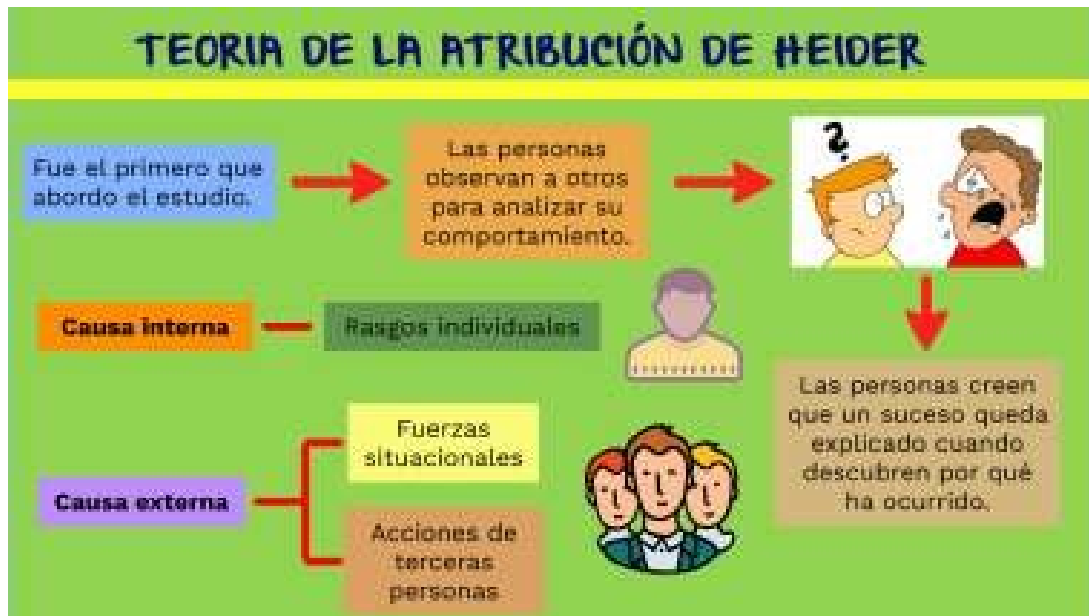 TEORIA DE LA ATRIBUCIÓN DE HEIDER
Fue el primero que
abordo el estudio.
Las personas
observan a otros
para analizar su
comportamiento.
?
Causa interna
Rasgos individuales
Las personas creen
que un suceso queda
explicado cuando
descubren por qué
ha ocurrido.
Causa externa
Fuerzas
situacionales
Acciones de
terceras
personas